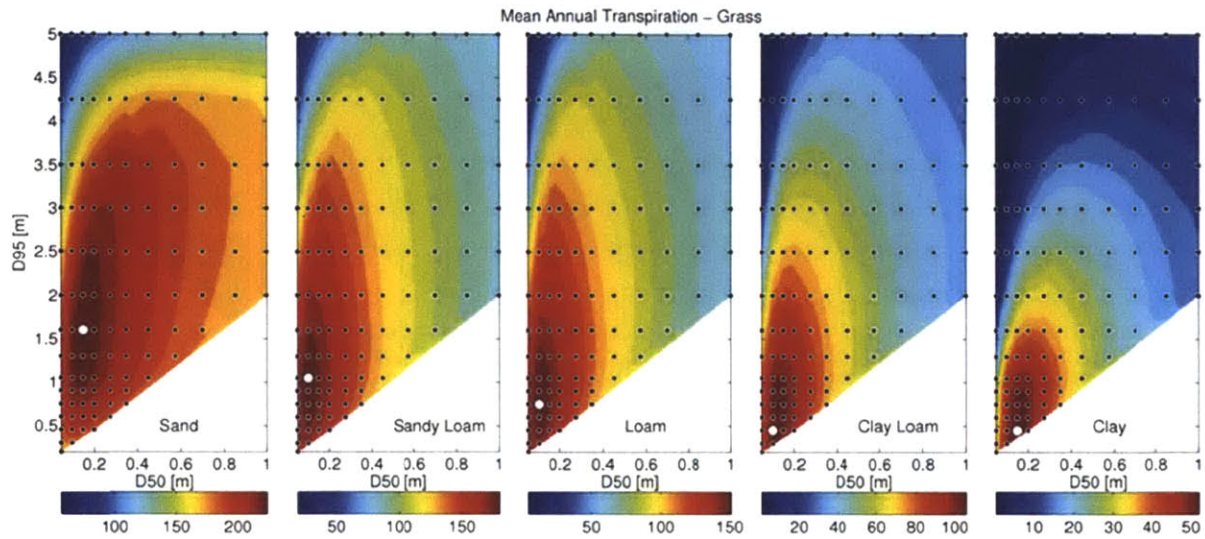 Mean Annual Transpiration – Grass
D95 [m]
5
4.5
4
3.5
3
2.5
2
1.5
1
0.5
Sand
Sandy Loam
Loam
Clay Loam
Clay
0.2 0.4 0.6 0.8 1
0.2 0.4 0.6 0.8 1
0.2 0.4 0.6 0.8 1
0.2 0.4 0.6 0.8 1
0.2 0.4 0.6 0.8 1
D50 [m]
D50 [m]
D50 [m]
D50 [m]
D50 [m]
100 150 200
50 100 150
50 100 150
20 40 60 80 100
10 20 30 40 50